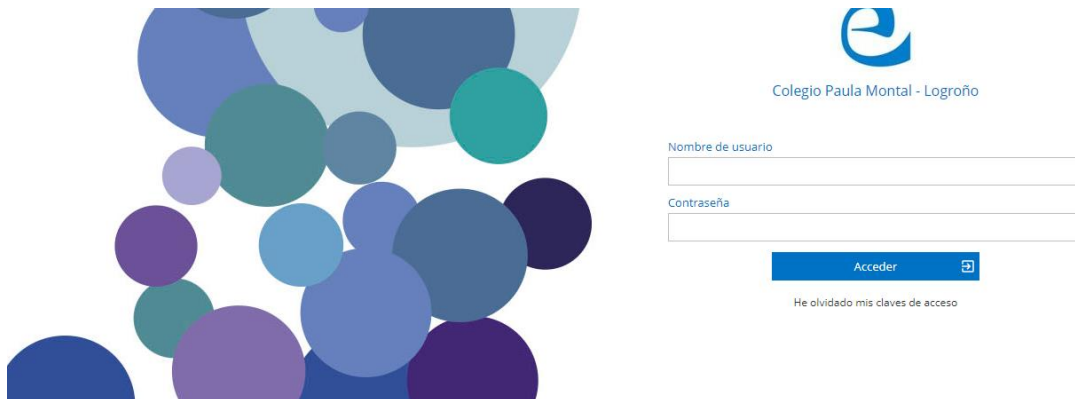 Colegio Paula Montal - Logroño
Nombre de usuario
Contraseña
Acceder
He olvidado mis claves de acceso